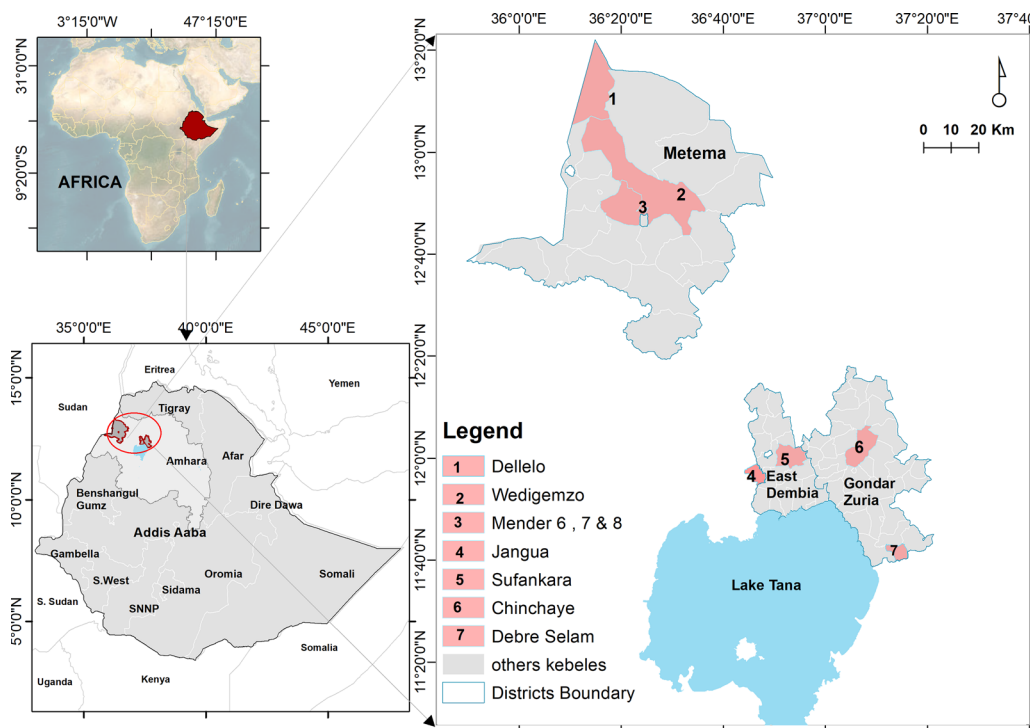 3°15'0"W 47°15'0"E
31°0'0"N
9°20'0"S
AFRICA
35°0'0"E 40°0'0"E 45°0'0"E
15°0'0"N
10°0'0"N
5°0'0"N
Eritrea
Yemen
Sudan
Tigray
Amhara
Afar
Benshangul
Gumz
Dire Dawa
Addis Aaba
Gambella
S.West
Oromia
Somali
Sidama
S. Sudan
SNNP
Somalia
Uganda
Kenya
36°0'0"E 36°20'0"E 36°40'0"E 37°0'0"E 37°20'0"E 37°40
13°20'0"N
13°0'0"N
12°40'0"N
12°20'0"N
12°0'0"N
11°40'0"N
11°20'0"N
0 10 20 Km
1
Metema
2
3
6
5
4
East
Dembia
Gondar
Zuria
7
Lake Tana
Legend
1 Dellelo
2 Wedigemzo
3 Mender 6 , 7 & 8
4 Jangua
5 Sufankara
6 Chinchaye
7 Debre Selam
others kebeles
Districts Boundary